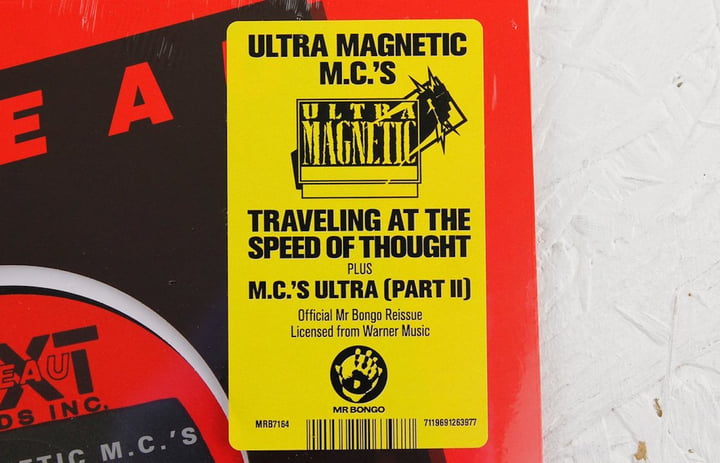 ULTRA MAGNETIC
M.C.'S
ULTRA
MAGNETIC
TRAVELING AT THE
SPEED OF THOUGHT
PLUS
M.C.'S ULTRA (PART II)
Official Mr Bongo Reissue
Licensed from Warner Music
MR BONGO
MRB7164
7119691263977
E A
XT
EAU
DS INC.
TIC M.C.'S